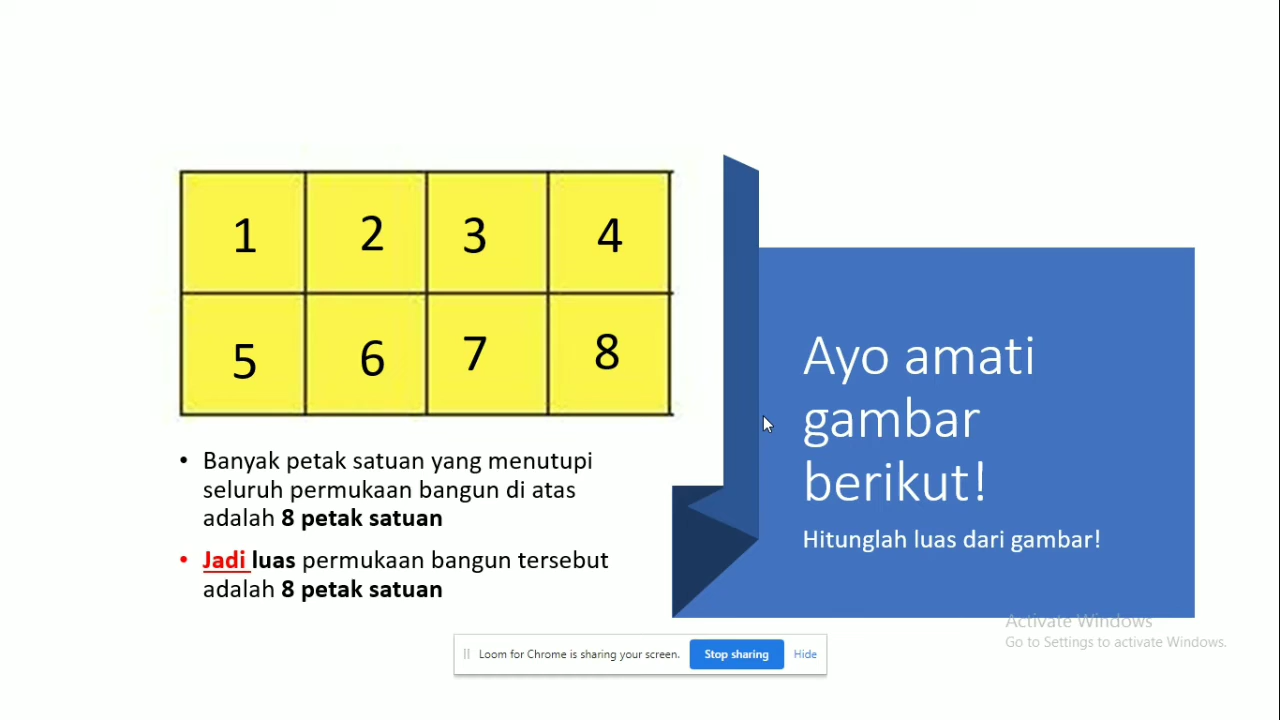 1 2 3 4
5 6 7 8
• Banyak petak satuan yang menutupi
seluruh permukaan bangun di atas
adalah 8 petak satuan
• Jadi luas permukaan bangun tersebut
adalah 8 petak satuan
Ayo amati
gambar
berikut!
Hitunglah luas dari gambar!
Activate Windows
Go to Settings to activate Windows.
Loom for Chrome is sharing your screen. Stop sharing Hide